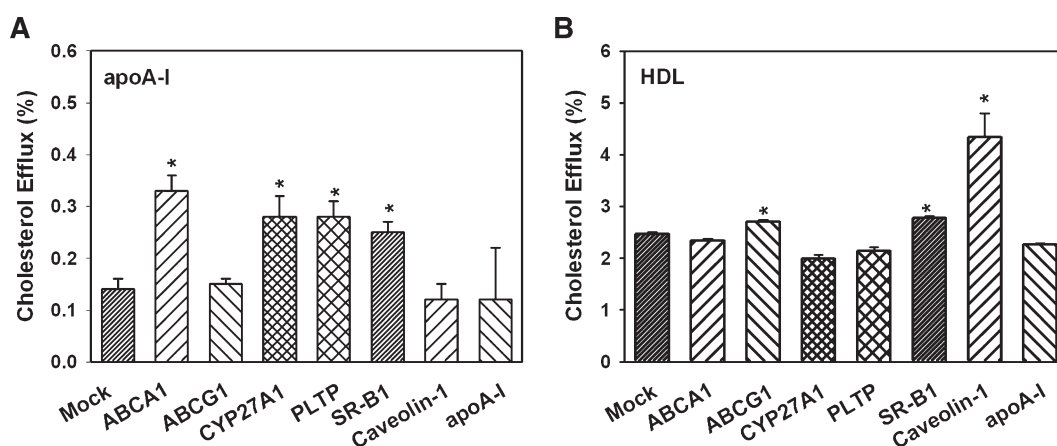 A
apoA-I
Cholesterol Efflux (%)
0.6
0.5
0.4
0.3
0.2
0.1
0.0
*
*
*
*
Mock
ABCA1
ABCG1
CYP27A1
PLTP
SR-B1
Caveolin-1
apoA-I
B
HDL
Cholesterol Efflux (%)
6
5
4
3
2
1
0
*
*
*
Mock
ABCA1
ABCG1
CYP27A1
PLTP
SR-B1
Caveolin-1
apoA-I